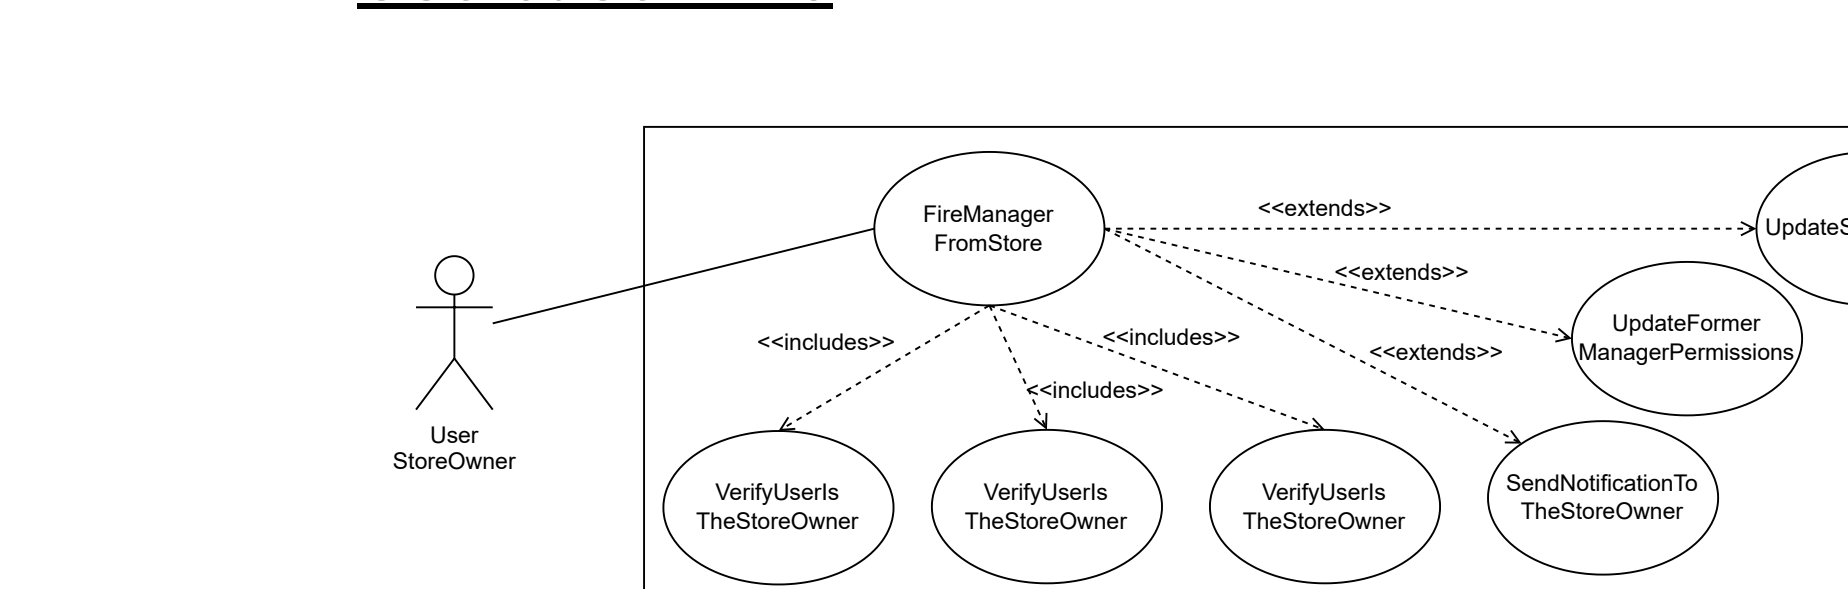 FireManager
FromStore
<<extends>>
UpdateS
<<extends>>
UpdateFormer
ManagerPermissions
<<includes>>
<<includes>>
<<extends>>
<<includes>>
User
StoreOwner
VerifyUserIs
TheStoreOwner
VerifyUserIs
TheStoreOwner
VerifyUserIs
TheStoreOwner
SendNotificationTo
TheStoreOwner